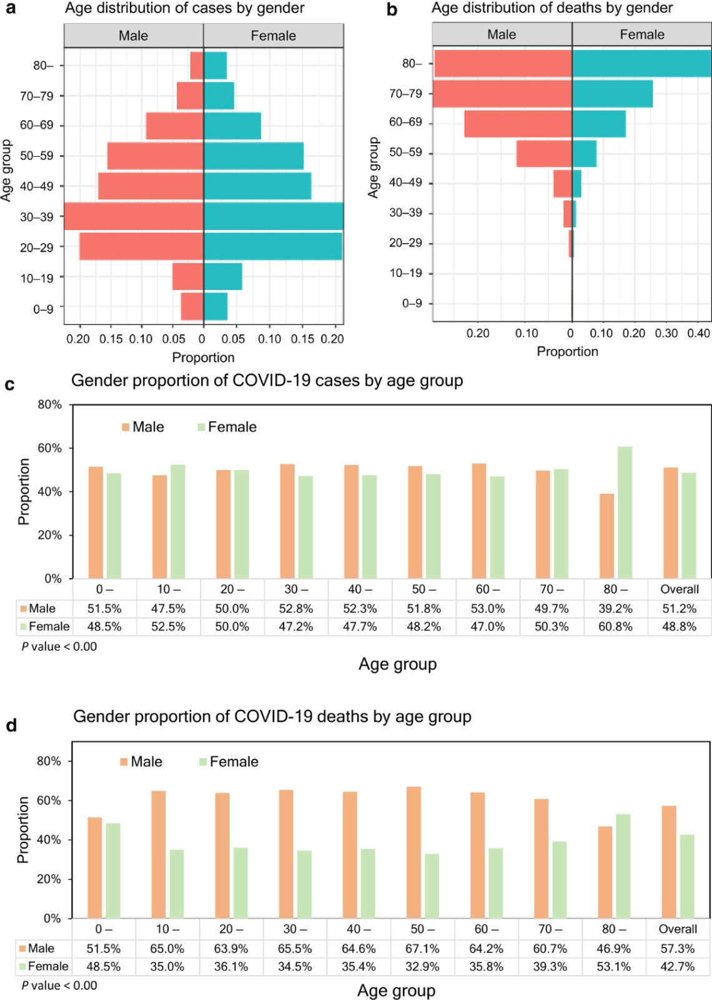 a Age distribution of cases by gender
Male Female
80–
70–79
60–69
50–59
40–49
30–39
20–29
10–19
0–9
Age group
0.20 0.15 0.10 0.05 0 0.05 0.10 0.15 0.20
Proportion
b Age distribution of deaths by gender
Male Female
80–
70–79
60–69
50–59
40–49
30–39
20–29
10–19
0–9
Age group
0.20 0.10 0 0.10 0.20 0.30 0.40
Proportion
c Gender proportion of COVID-19 cases by age group
80%
60%
40%
20%
0%
Proportion
Male Female
0 – 10 – 20 – 30 – 40 – 50 – 60 – 70 – 80 – Overall
Male 51.5% 47.5% 50.0% 52.8% 52.3% 51.8% 53.0% 49.7% 39.2% 51.2%
Female 48.5% 52.5% 50.0% 47.2% 47.7% 48.2% 47.0% 50.3% 60.8% 48.8%
P value < 0.00
Age group
d Gender proportion of COVID-19 deaths by age group
80%
60%
40%
20%
0%
Proportion
Male Female
0 – 10 – 20 – 30 – 40 – 50 – 60 – 70 – 80 – Overall
Male 51.5% 65.0% 63.9% 65.5% 64.6% 67.1% 64.2% 60.7% 46.9% 57.3%
Female 48.5% 35.0% 36.1% 34.5% 35.4% 32.9% 35.8% 39.3% 53.1% 42.7%
P value < 0.00
Age group